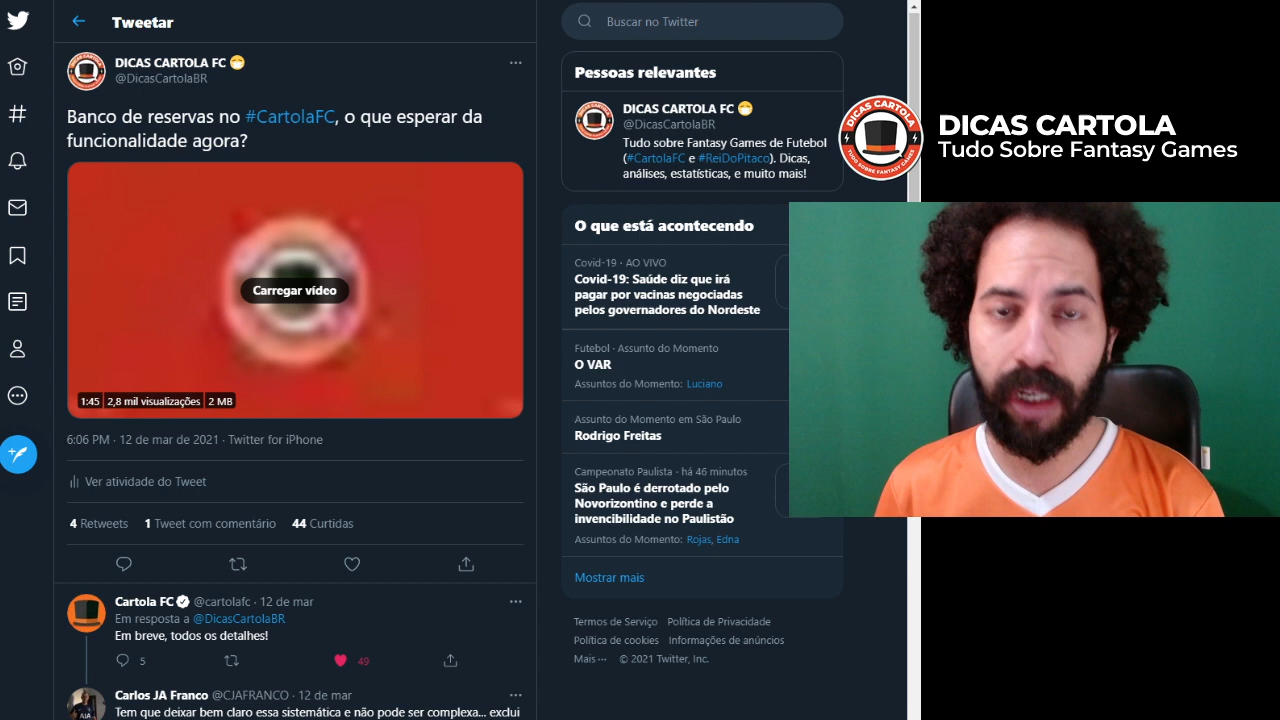 Tweetar
DICAS CARTOLA FC
@DicasCartolaBR
Banco de reservas no #CartolaFC, o que esperar da
funcionalidade agora?
Carregar vídeo
1:45 2,8 mil visualizações 2 MB
6:06 PM · 12 de mar de 2021 · Twitter for iPhone
Ver atividade do Tweet
4 Retweets 1 Tweet com comentário 44 Curtidas
Cartola FC @cartolafc · 12 de mar
Em resposta a @DicasCartolaBR
Em breve, todos os detalhes!
5 49
Carlos JA Franco @CJAFRANCO · 12 de mar
Tem que deixar bem claro essa sistemática e não pode ser complexa... exclui
Buscar no Twitter
Pessoas relevantes
DICAS CARTOLA FC
@DicasCartolaBR
Tudo sobre Fantasy Games de Futebol
(#CartolaFC e #ReiDoPitaco). Dicas,
análises, estatísticas, e muito mais!
O que está acontecendo
Covid-19 · AO VIVO
Covid-19: Saúde diz que irá
pagar por vacinas negociadas
pelos governadores do Nordeste
Futebol · Assunto do Momento
O VAR
Assuntos do Momento: Luciano
Assunto do Momento em São Paulo
Rodrigo Freitas
Campeonato Paulista · há 46 minutos
São Paulo é derrotado pelo
Novorizontino e perde a
invencibilidade no Paulistão
Assuntos do Momento: Rojas, Edna
Mostrar mais
Termos de Serviço Política de Privacidade
Política de cookies Informações de anúncios
Mais ··· © 2021 Twitter, Inc.
DICAS CARTOLA
TUDO SOBRE FANTASY GAMES
DICAS CARTOLA
Tudo Sobre Fantasy Games